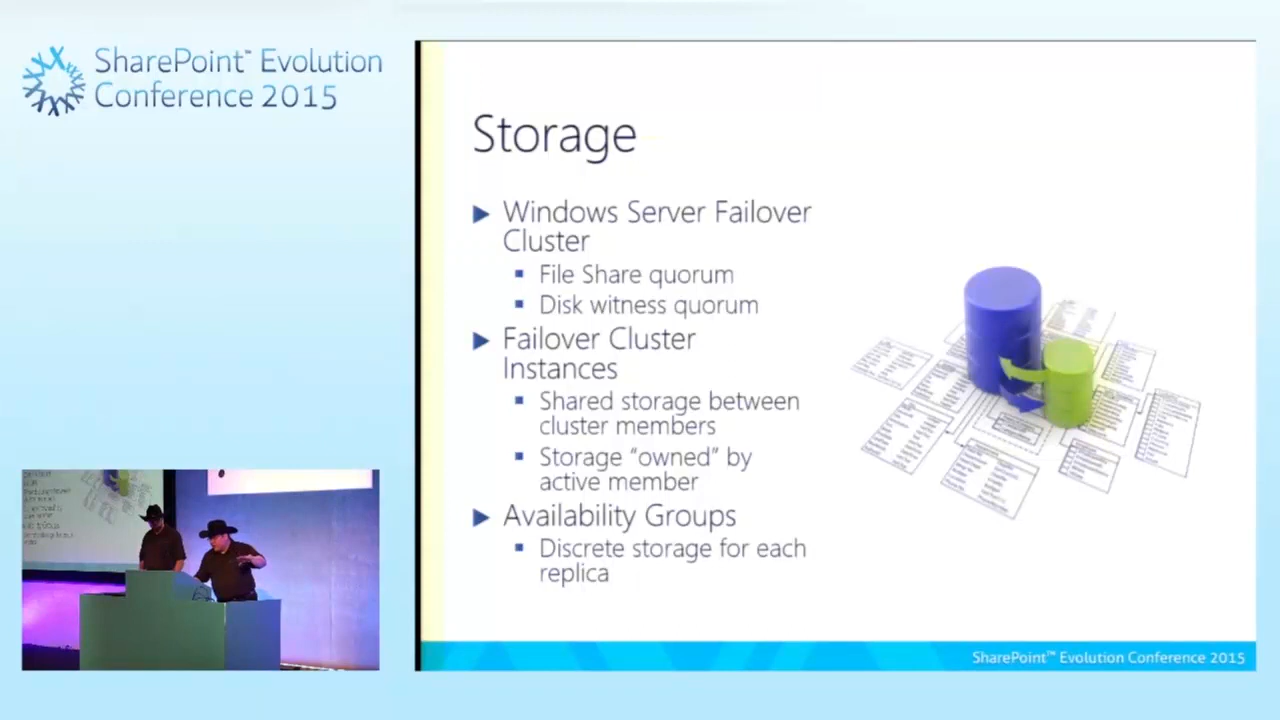 SharePoint™ Evolution
Conference 2015
Storage
Windows Server Failover
Cluster
File Share quorum
Disk witness quorum
Failover Cluster
Instances
Shared storage between
cluster members
Storage “owned” by
active member
Availability Groups
Discrete storage for each
replica
SharePoint™ Evolution Conference 2015